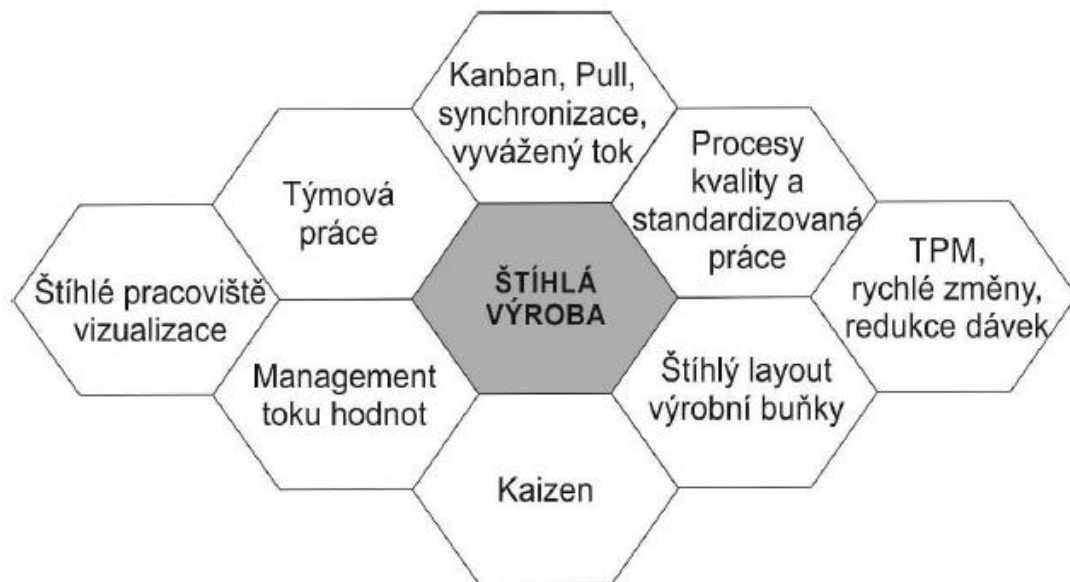 Kanban, Pull,
synchronizace,
vyvážený tok
Týmová
práce
Procesy
kvality a
standardizovaná
práce
Štíhlé pracoviště
vizualizace
ŠTÍHLÁ
VÝROBA
TPM,
rychlé změny,
redukce dávek
Management
toku hodnot
Štíhlý layout
výrobní buňky
Kaizen